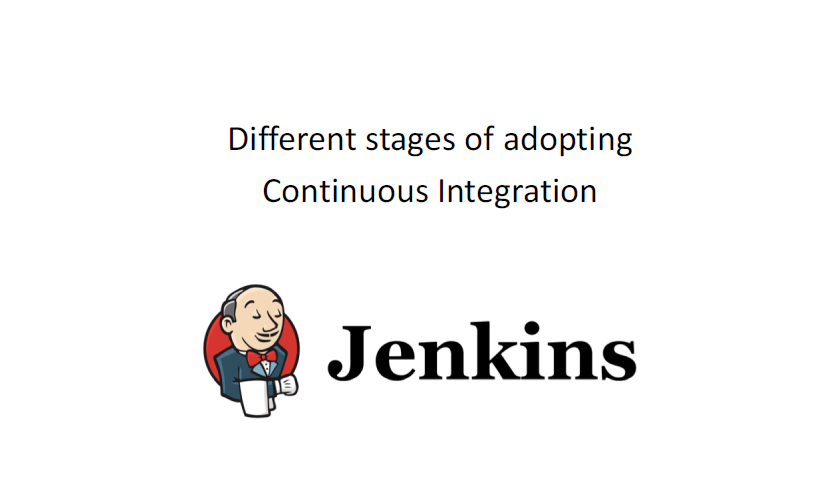 Different stages of adopting
Continuous Integration
Jenkins